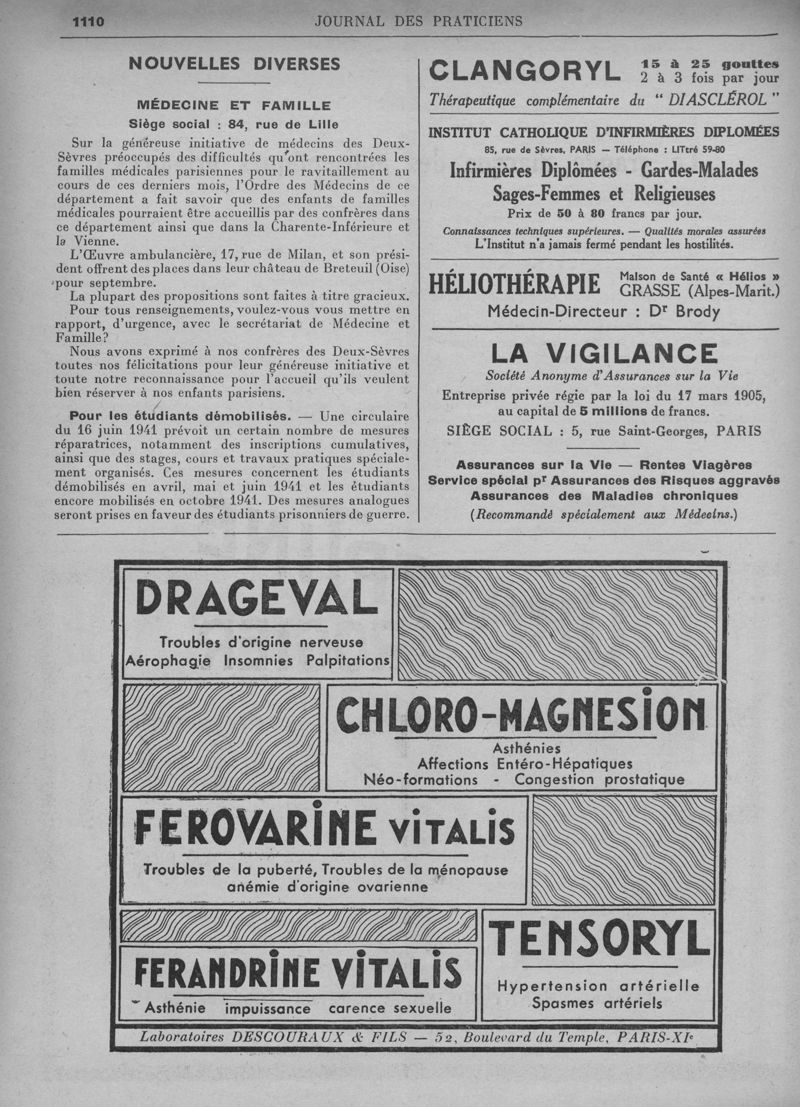 1110
JOURNAL DES PRATICIENS
NOUVELLES DIVERSES
MÉDECINE ET FAMILLE
Siège social : 84, rue de Lille
Sur la généreuse initiative de médecins des Deux-
Sèvres préoccupés des difficultés qu'ont rencontrées les
familles médicales parisiennes pour le ravitaillement au
cours de ces derniers mois, l'Ordre des Médecins de ce
département a fait savoir que des enfants de familles
médicales pourraient être accueillis par des confrères dans
ce département ainsi que dans la Charente-Inférieure et
la Vienne.
L'Œuvre ambulancière, 17, rue de Milan, et son prési-
dent offrent des places dans leur château de Breteuil (Oise)
pour septembre.
La plupart des propositions sont faites à titre gracieux.
Pour tous renseignements, voulez-vous vous mettre en
rapport, d'urgence, avec le secrétariat de Médecine et
Famille?
Nous avons exprimé à nos confrères des Deux-Sèvres
toutes nos félicitations pour leur généreuse initiative et
toute notre reconnaissance pour l'accueil qu'ils veulent
bien réserver à nos enfants parisiens.
Pour les étudiants démobilisés. — Une circulaire
du 16 juin 1941 prévoit un certain nombre de mesures
réparatrices, notamment des inscriptions cumulatives,
ainsi que des stages, cours et travaux pratiques spéciale-
ment organisés. Ces mesures concernent les étudiants
démobilisés en avril, mai et juin 1941 et les étudiants
encore mobilisés en octobre 1941. Des mesures analogues
seront prises en faveur des étudiants prisonniers de guerre.
CLANGORYL 15 à 25 gouttes
2 à 3 fois par jour
Thérapeutique complémentaire du " DIASCLÉROL "
INSTITUT CATHOLIQUE D'INFIRMIÈRES DIPLOMÉES
85, rue de Sèvres, PARIS — Téléphone : LITtré 59-80
Infirmières Diplômées - Gardes-Malades
Sages-Femmes et Religieuses
Prix de 50 à 80 francs par jour.
Connaissances techniques supérieures. — Qualités morales assurées
L'Institut n'a jamais fermé pendant les hostilités.
HÉLIOTHÉRAPIE Maison de Santé « Hélios »
GRASSE (Alpes-Marit.)
Médecin-Directeur : Dr Brody
LA VIGILANCE
Société Anonyme d'Assurances sur la Vie
Entreprise privée régie par la loi du 17 mars 1905,
au capital de 5 millions de francs.
SIÈGE SOCIAL : 5, rue Saint-Georges, PARIS
Assurances sur la Vie — Rentes Viagères
Service spécial pr Assurances des Risques aggravés
Assurances des Maladies chroniques
(Recommandé spécialement aux Médecins.)
DRAGEVAL
Troubles d'origine nerveuse
Aérophagie Insomnies Palpitations
CHLORO-MAGNESION
Asthénies
Affections Entéro-Hépatiques
Néo-formations - Congestion prostatique
FEROVARINE VITALIS
Troubles de la puberté, Troubles de la ménopause
anémie d'origine ovarienne
FERANDRINE VITALIS
Asthénie impuissance carence sexuelle
TENSORYL
Hypertension artérielle
Spasmes artériels
Laboratoires DESCOURAUX & FILS — 52, Boulevard du Temple, PARIS-XIe